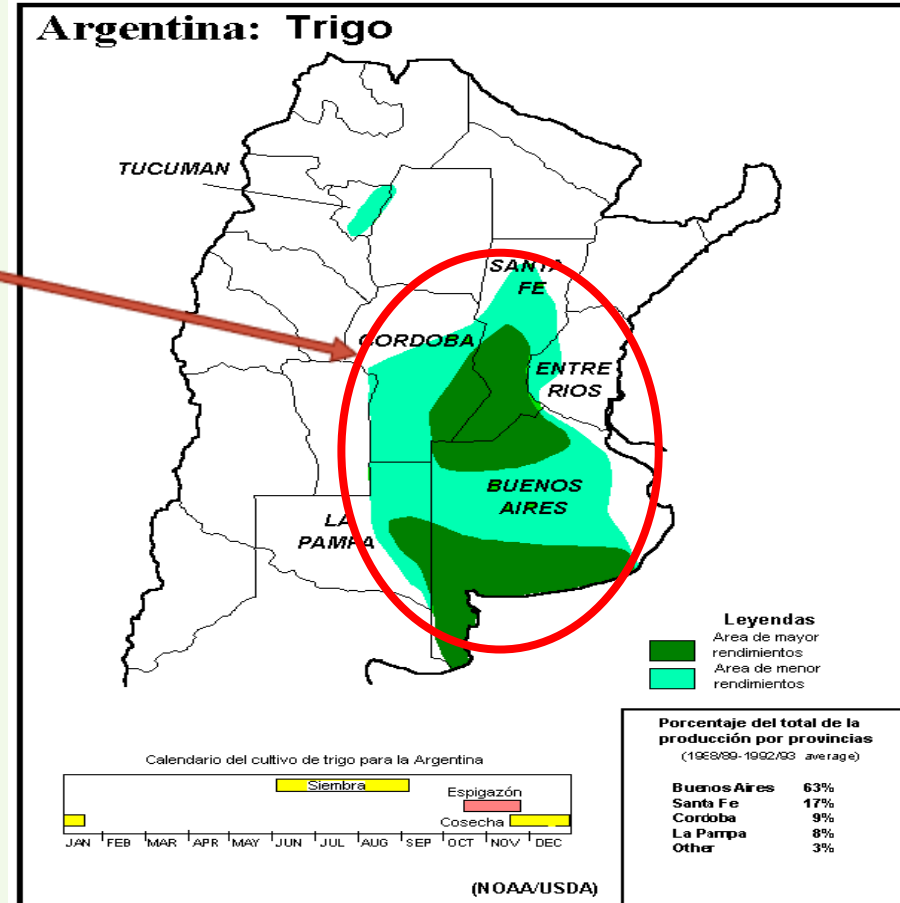 Argentina: Trigo
TUCUMAN
SANTA
FE
CORDOBA
ENTRE
RIOS
BUENOS
AIRES
LA
PAMPA
Leyendas
Area de mayor
rendimientos
Area de menor
rendimientos
Calendario del cultivo de trigo para la Argentina
Siembra
Espigazón
Cosecha
JAN FEB MAR APR MAY JUN JUL AUG SEP OCT NOV DEC
(NOAA/USDA)
Porcentaje del total de la
producción por provincias
(1988/89-1992/93 average)
Buenos Aires 63%
Santa Fe 17%
Cordoba 9%
La Pampa 8%
Other 3%